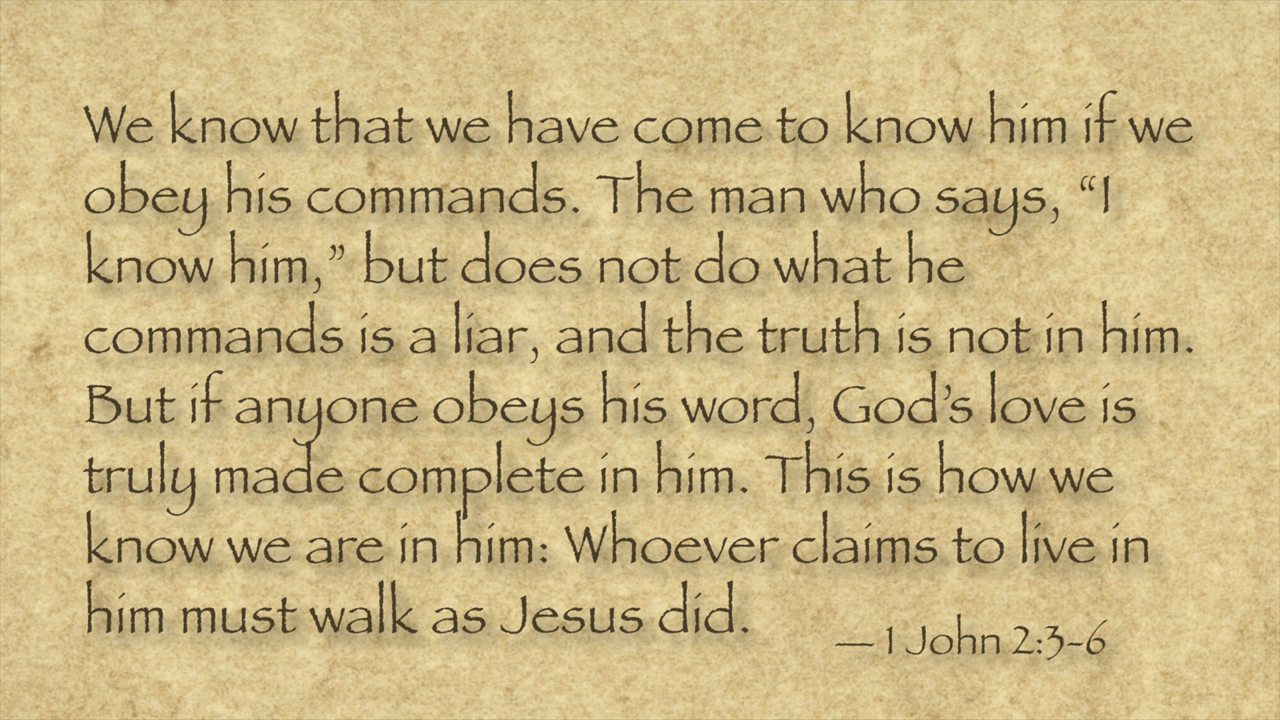 We know that we have come to know him if we
obey his commands. The man who says, “I
know him,” but does not do what he
commands is a liar, and the truth is not in him.
But if anyone obeys his word, God’s love is
truly made complete in him. This is how we
know we are in him: Whoever claims to live in
him must walk as Jesus did.
— 1 John 2:3-6